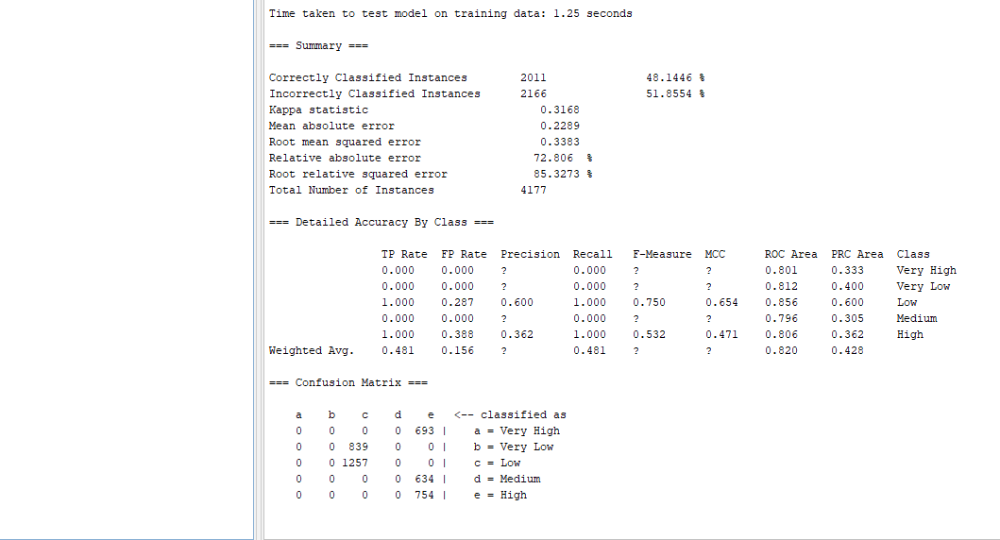 Time taken to test model on training data: 1.25 seconds
=== Summary ===
Correctly Classified Instances        2011               48.1446 %
Incorrectly Classified Instances      2166               51.8554 %
Kappa statistic                          0.3168
Mean absolute error                      0.2289
Root mean squared error                  0.3383
Relative absolute error                 72.806  %
Root relative squared error             85.3273 %
Total Number of Instances             4177
=== Detailed Accuracy By Class ===
                 TP Rate  FP Rate  Precision  Recall   F-Measure  MCC      ROC Area  PRC Area  Class
                 0.000    0.000    ?          0.000    ?          ?        0.801     0.333     Very High
                 0.000    0.000    ?          0.000    ?          ?        0.812     0.400     Very Low
                 1.000    0.287    0.600      1.000    0.750      0.654    0.856     0.600     Low
                 0.000    0.000    ?          0.000    ?          ?        0.796     0.305     Medium
                 1.000    0.388    0.362      1.000    0.532      0.471    0.806     0.362     High
Weighted Avg.    0.481    0.156    ?          0.481    ?          ?        0.820     0.428
=== Confusion Matrix ===
    a    b    c    d    e   <-- classified as
    0    0    0    0  693 |    a = Very High
    0    0  839    0    0 |    b = Very Low
    0    0 1257    0    0 |    c = Low
    0    0    0    0  634 |    d = Medium
    0    0    0    0  754 |    e = High